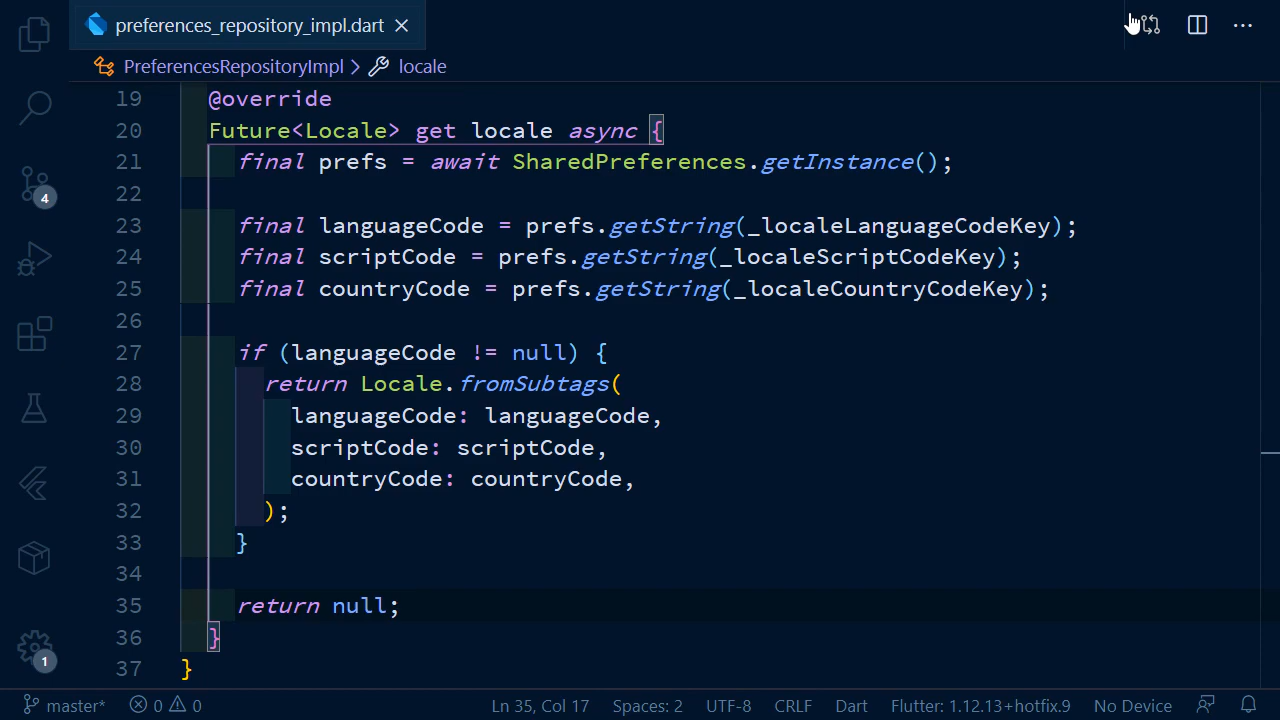 preferences_repository_impl.dart
PreferencesRepositoryImpl > locale
19 @override
20 Future<Locale> get locale async {
21 final prefs = await SharedPreferences.getInstance();
22
23 final languageCode = prefs.getString(_localeLanguageCodeKey);
24 final scriptCode = prefs.getString(_localeScriptCodeKey);
25 final countryCode = prefs.getString(_localeCountryCodeKey);
26
27 if (languageCode != null) {
28 return Locale.fromSubtags(
29 languageCode: languageCode,
30 scriptCode: scriptCode,
31 countryCode: countryCode,
32 );
33 }
34
35 return null;
36 }
37 }
4
1
master* 0 0 Ln 35, Col 17 Spaces: 2 UTF-8 CRLF Dart Flutter: 1.12.13+hotfix.9 No Device